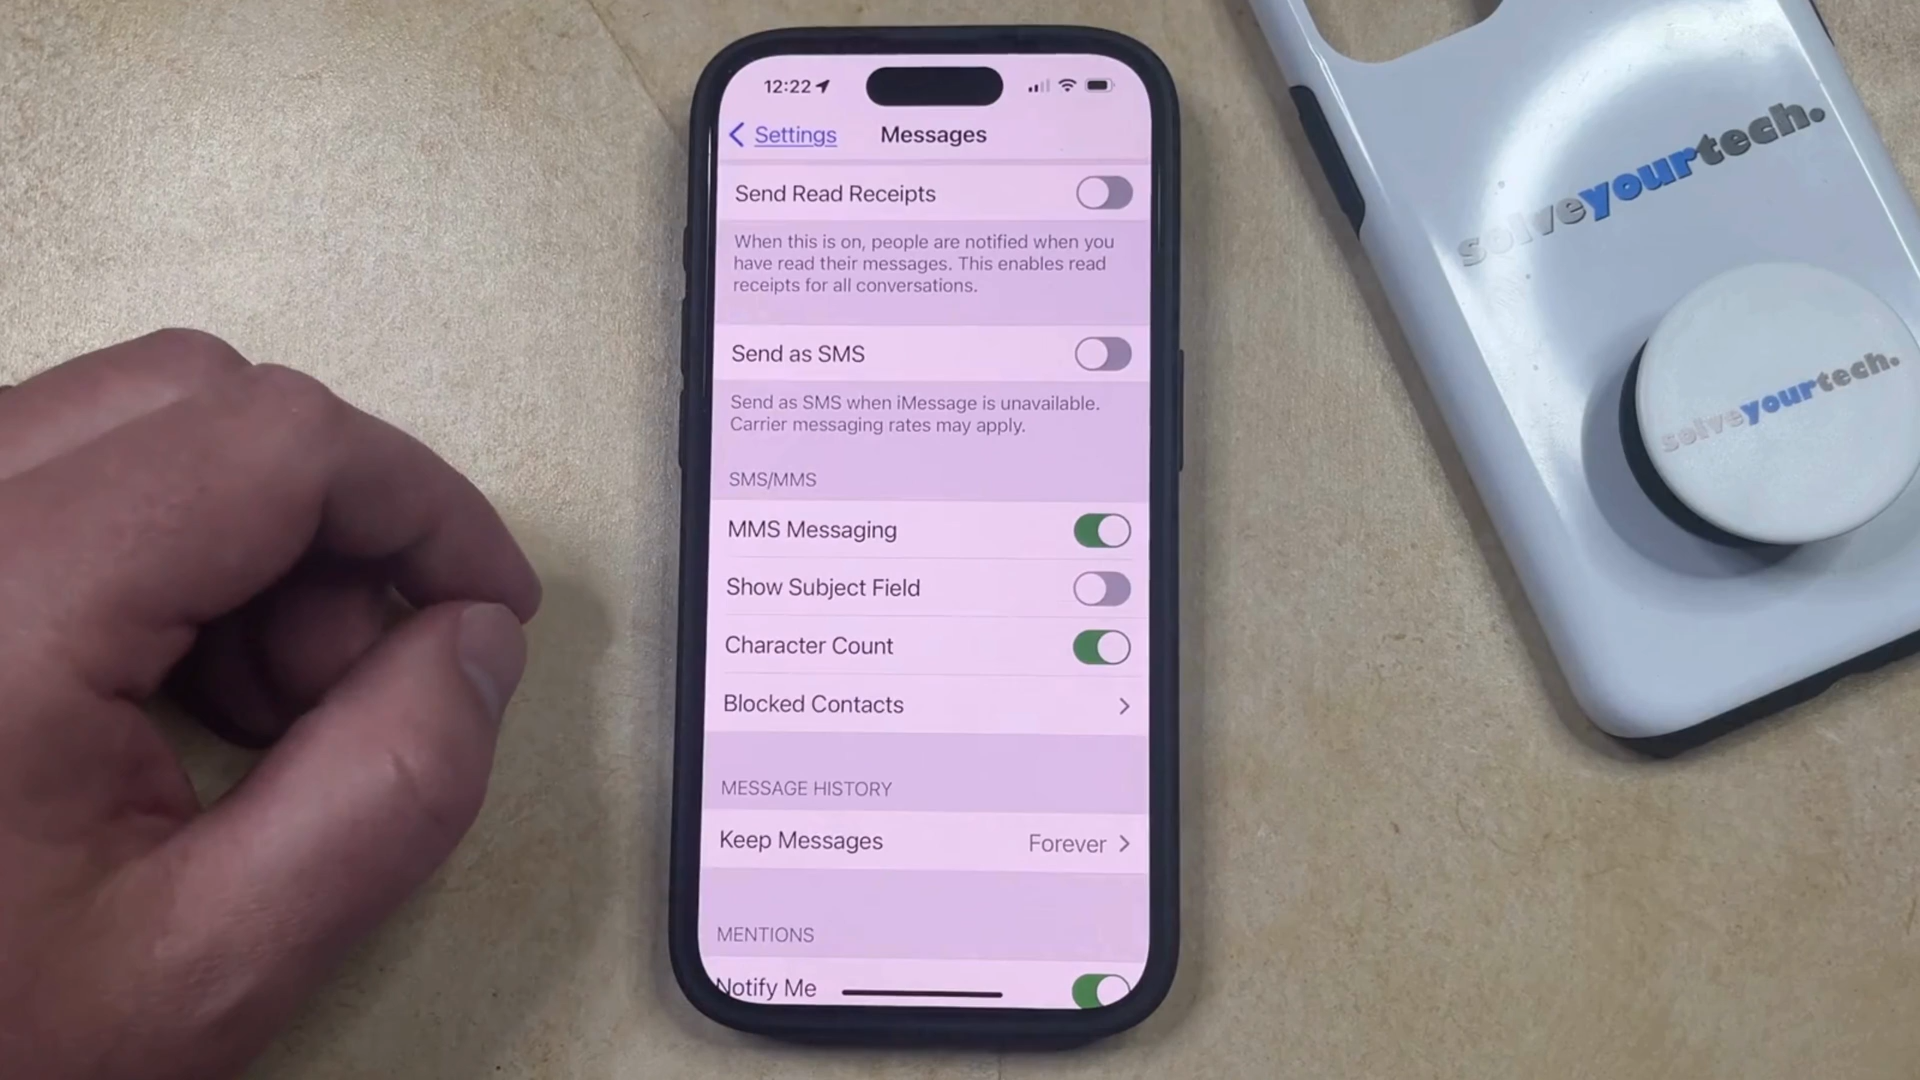 12:22
Settings
Messages
Send Read Receipts
When this is on, people are notified when you
have read their messages. This enables read
receipts for all conversations.
Send as SMS
Send as SMS when iMessage is unavailable.
Carrier messaging rates may apply.
SMS/MMS
MMS Messaging
Show Subject Field
Character Count
Blocked Contacts
MESSAGE HISTORY
Keep Messages Forever
MENTIONS
Notify Me
solveyourtech.
solveyourtech.